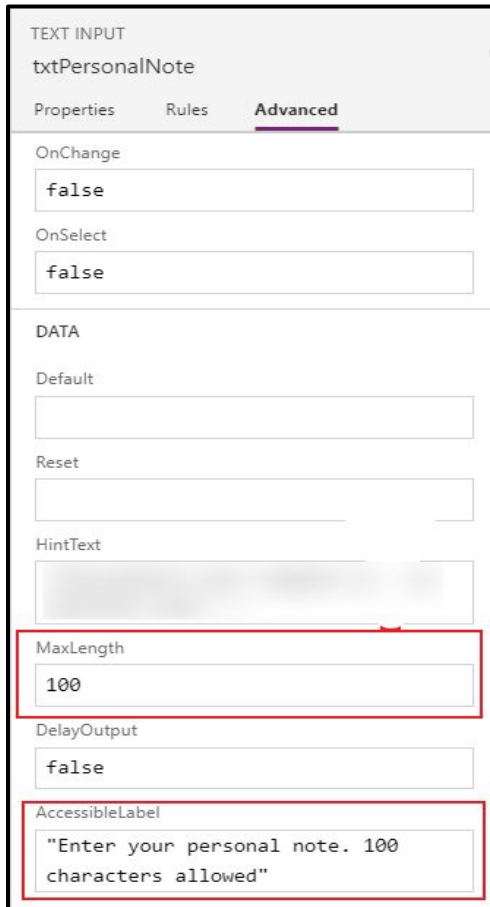 TEXT INPUT
txtPersonalNote
Properties Rules Advanced
OnChange
false
OnSelect
false
DATA
Default
Reset
HintText
MaxLength
100
DelayOutput
false
AccessibleLabel
"Enter your personal note. 100
characters allowed"